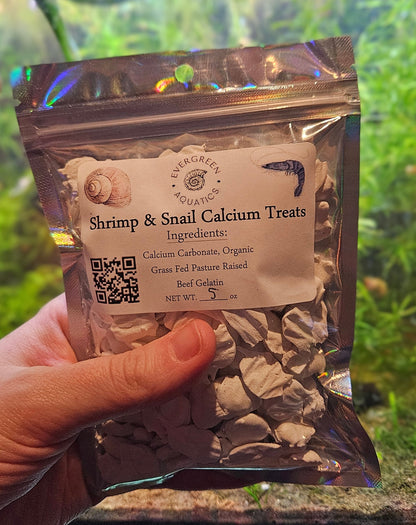 EVERGREEN
AQUATICS
Shrimp & Snail Calcium Treats
Ingredients:
Calcium Carbonate, Organic
Grass Fed Pasture Raised
Beef Gelatin
NET WT. 5 oz